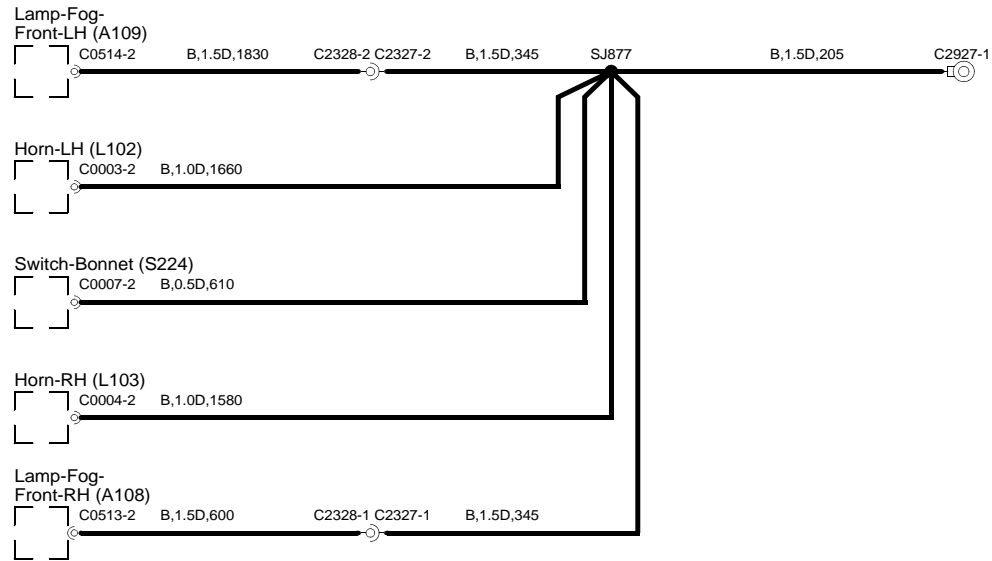 Lamp-Fog-
Front-LH (A109)
C0514-2 B,1.5D,1830 C2328-2 C2327-2 B,1.5D,345 SJ877 B,1.5D,205 C2927-1
Horn-LH (L102)
C0003-2 B,1.0D,1660
Switch-Bonnet (S224)
C0007-2 B,0.5D,610
Horn-RH (L103)
C0004-2 B,1.0D,1580
Lamp-Fog-
Front-RH (A108)
C0513-2 B,1.5D,600 C2328-1 C2327-1 B,1.5D,345